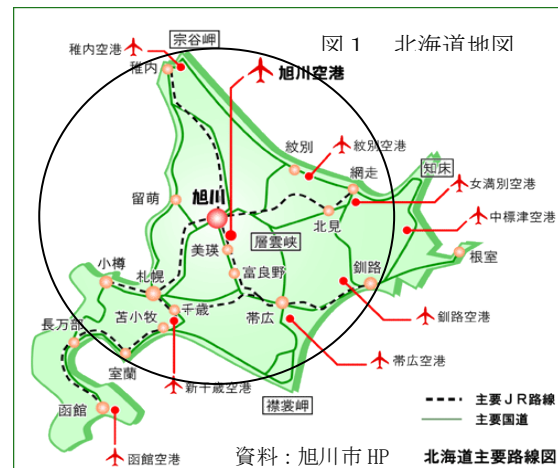 図1 北海道地図
宗谷岬
稚内空港
稚内
旭川空港
紋別
紋別空港
網走
知床
女満別空港
旭川
留萌
北見
中標津空港
層雲峡
美瑛
根室
小樽
札幌
富良野
釧路
千歳
苫小牧
帯広
長万部
釧路空港
室蘭
帯広空港
新千歳空港
襟裳岬
函館
主要JR路線
主要国道
函館空港
資料：旭川市HP
北海道主要路線図